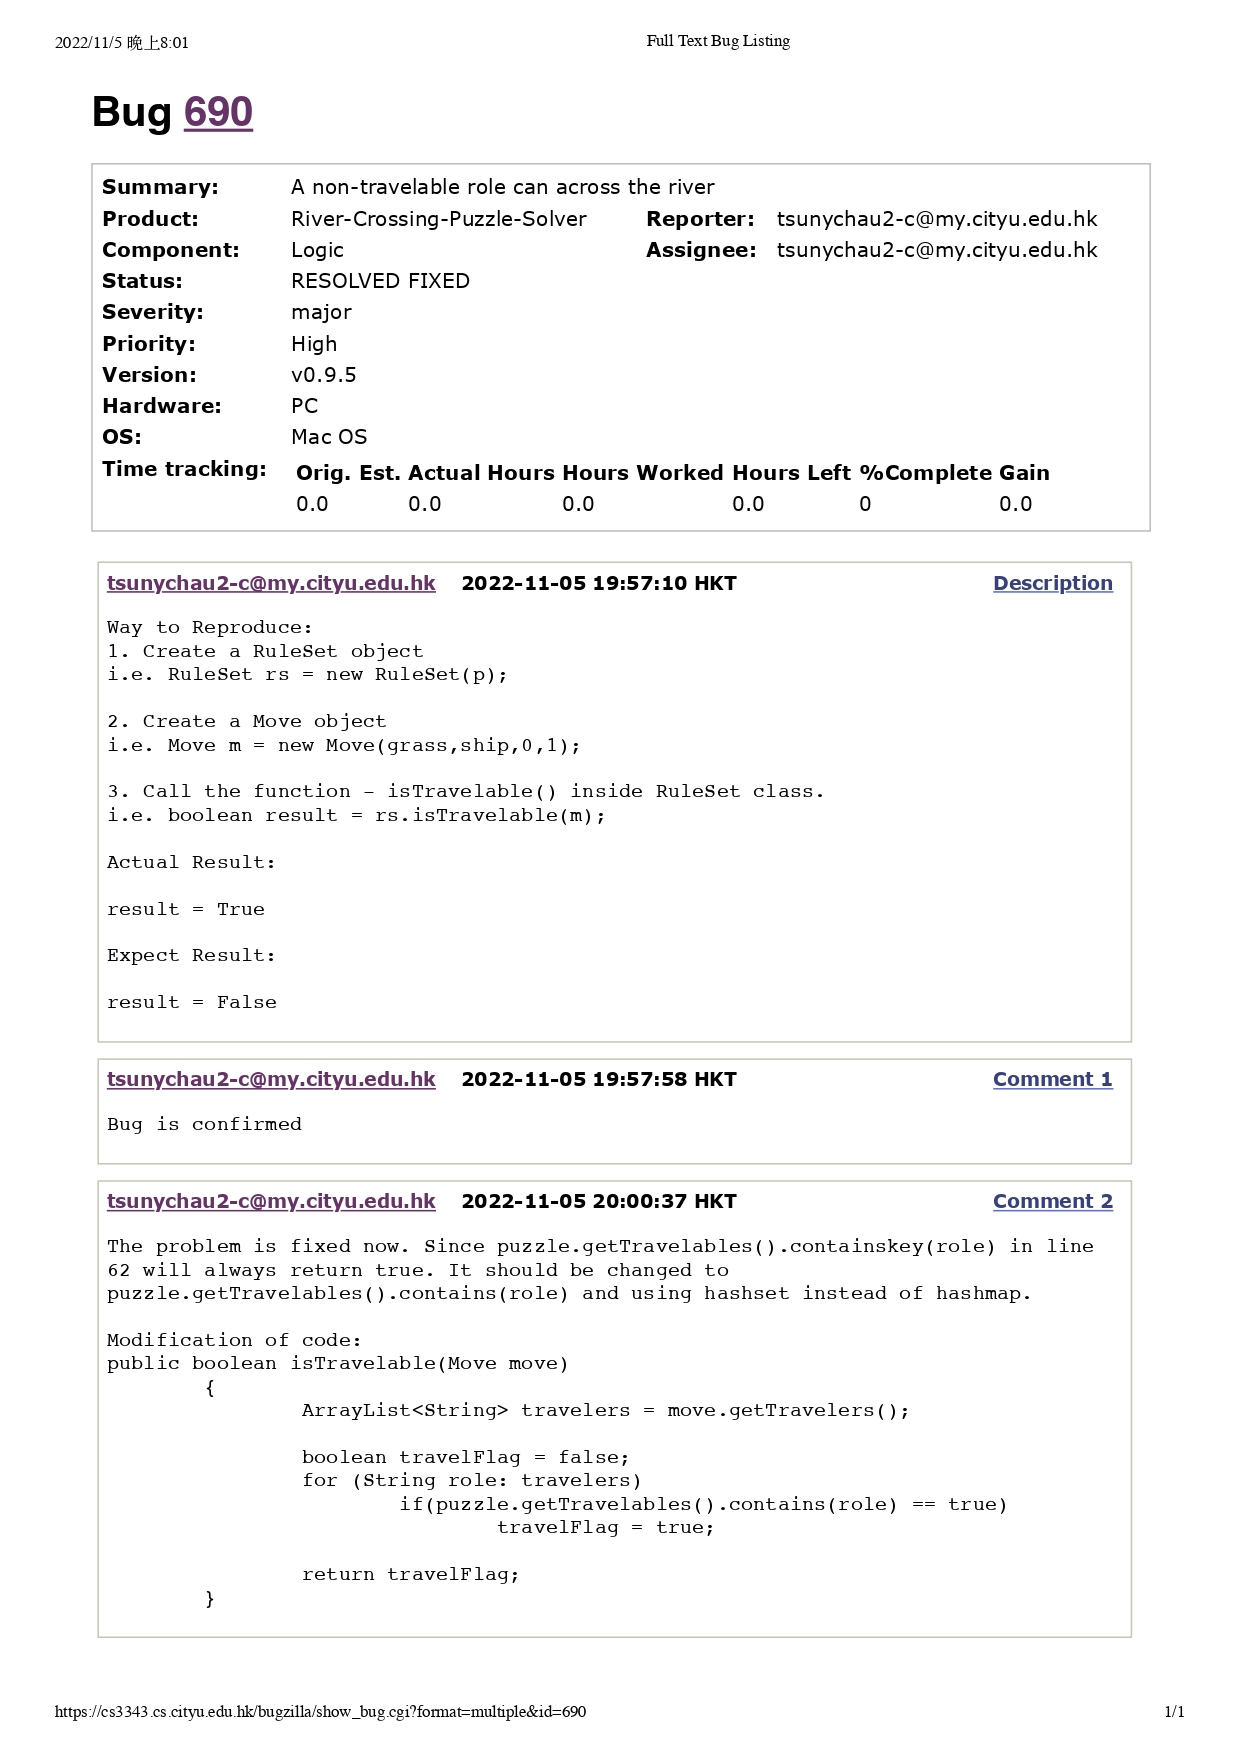 2022/11/5 晚上8:01
Full Text Bug Listing
Bug 690
Summary: A non-travelable role can across the river
Product: River-Crossing-Puzzle-Solver Reporter: tsunychau2-c@my.cityu.edu.hk
Component: Logic Assignee: tsunychau2-c@my.cityu.edu.hk
Status: RESOLVED FIXED
Severity: major
Priority: High
Version: v0.9.5
Hardware: PC
OS: Mac OS
Time tracking: Orig. Est. Actual Hours Hours Worked Hours Left %Complete Gain
0.0 0.0 0.0 0.0 0 0.0
tsunychau2-c@my.cityu.edu.hk 2022-11-05 19:57:10 HKT Description
Way to Reproduce:
1. Create a RuleSet object
i.e. RuleSet rs = new RuleSet(p);
2. Create a Move object
i.e. Move m = new Move(grass,ship,0,1);
3. Call the function - isTravelable() inside RuleSet class.
i.e. boolean result = rs.isTravelable(m);
Actual Result:
result = True
Expect Result:
result = False
tsunychau2-c@my.cityu.edu.hk 2022-11-05 19:57:58 HKT Comment 1
Bug is confirmed
tsunychau2-c@my.cityu.edu.hk 2022-11-05 20:00:37 HKT Comment 2
The problem is fixed now. Since puzzle.getTravelables().containskey(role) in line
62 will always return true. It should be changed to
puzzle.getTravelables().contains(role) and using hashset instead of hashmap.
Modification of code:
public boolean isTravelable(Move move)
{
ArrayList<String> travelers = move.getTravelers();
boolean travelFlag = false;
for (String role: travelers)
if(puzzle.getTravelables().contains(role) == true)
travelFlag = true;
return travelFlag;
}
https://cs3343.cs.cityu.edu.hk/bugzilla/show_bug.cgi?format=multiple&id=690
1/1